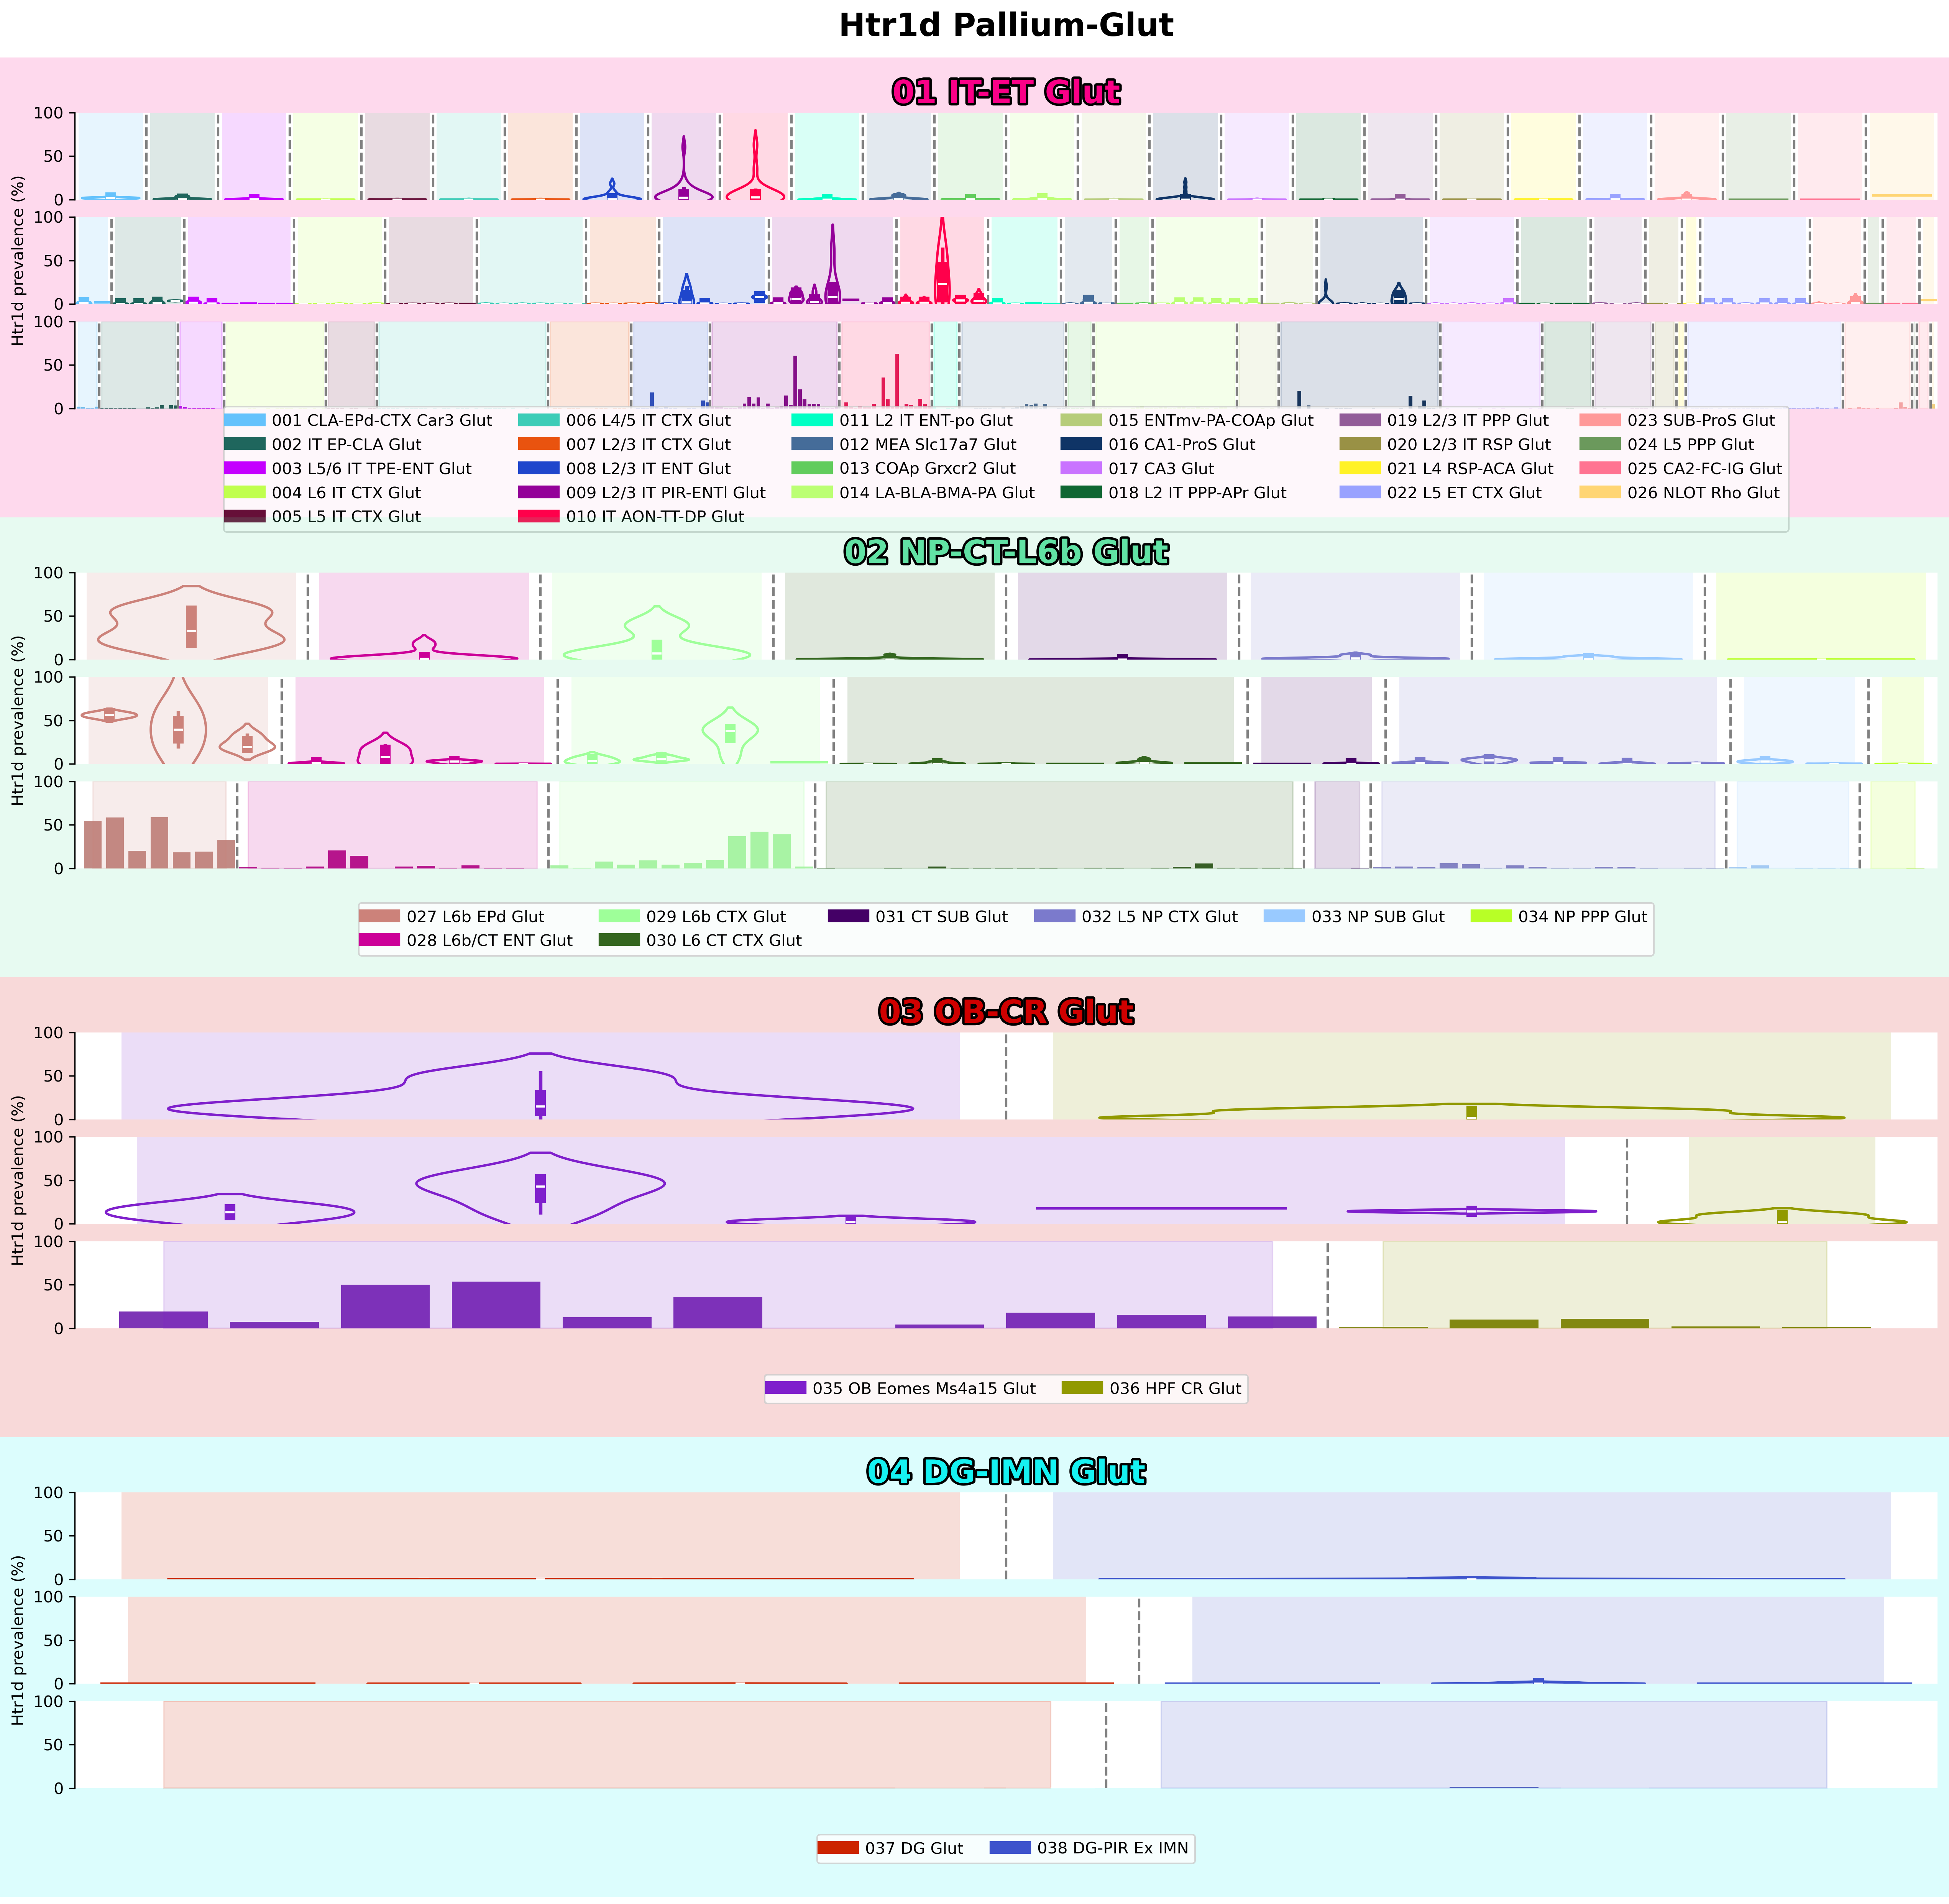 Htr1d Pallium-Glut
01 IT-ET Glut
Htr1d prevalence (%)
100
50
0
100
50
0
100
50
0
001 CLA-EPd-CTX Car3 Glut
002 IT EP-CLA Glut
003 L5/6 IT TPE-ENT Glut
004 L6 IT CTX Glut
005 L5 IT CTX Glut
006 L4/5 IT CTX Glut
007 L2/3 IT CTX Glut
008 L2/3 IT ENT Glut
009 L2/3 IT PIR-ENTl Glut
010 IT AON-TT-DP Glut
011 L2 IT ENT-po Glut
012 MEA Slc17a7 Glut
013 COAp Grxcr2 Glut
014 LA-BLA-BMA-PA Glut
015 ENTmv-PA-COAp Glut
016 CA1-ProS Glut
017 CA3 Glut
018 L2 IT PPP-APr Glut
019 L2/3 IT PPP Glut
020 L2/3 IT RSP Glut
021 L4 RSP-ACA Glut
022 L5 ET CTX Glut
023 SUB-ProS Glut
024 L5 PPP Glut
025 CA2-FC-IG Glut
026 NLOT Rho Glut
02 NP-CT-L6b Glut
Htr1d prevalence (%)
100
50
0
100
50
0
100
50
0
027 L6b EPd Glut
028 L6b/CT ENT Glut
029 L6b CTX Glut
030 L6 CT CTX Glut
031 CT SUB Glut
032 L5 NP CTX Glut
033 NP SUB Glut
034 NP PPP Glut
03 OB-CR Glut
Htr1d prevalence (%)
100
50
0
100
50
0
100
50
0
035 OB Eomes Ms4a15 Glut
036 HPF CR Glut
04 DG-IMN Glut
Htr1d prevalence (%)
100
50
0
100
50
0
100
50
0
037 DG Glut
038 DG-PIR Ex IMN